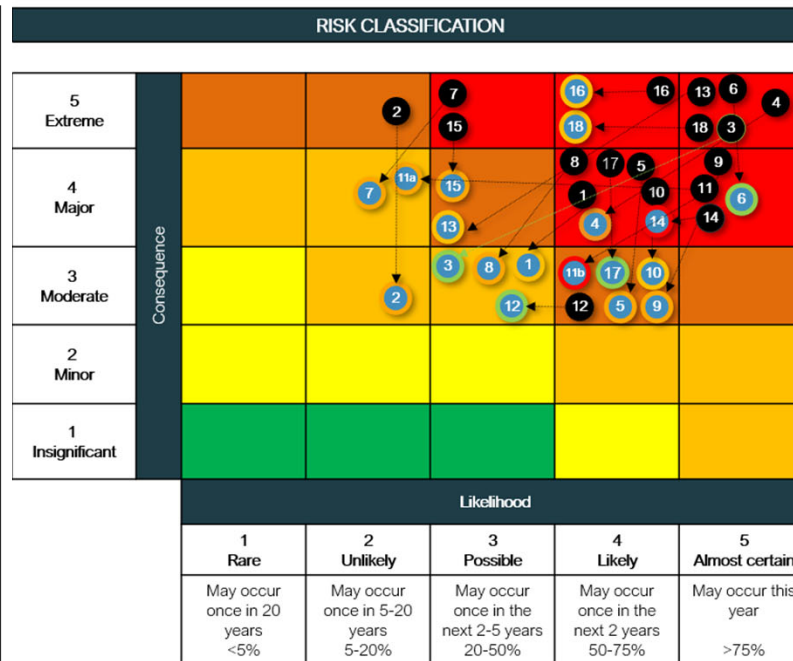 RISK CLASSIFICATION
5
Extreme
4
Major
3
Moderate
2
Minor
1
Insignificant
Consequence
2
7
15
16
16
13
6
4
18
18
3
7
11a
15
8
17
5
9
1
10
11
6
13
4
14
14
3
8
1
11b
17
10
2
12
12
5
9
Likelihood
1
Rare
2
Unlikely
3
Possible
4
Likely
5
Almost certain
May occur
once in 20
years
<5%
May occur
once in 5-20
years
5-20%
May occur
once in the
next 2-5 years
20-50%
May occur
once in the
next 2 years
50-75%
May occur this
year
>75%